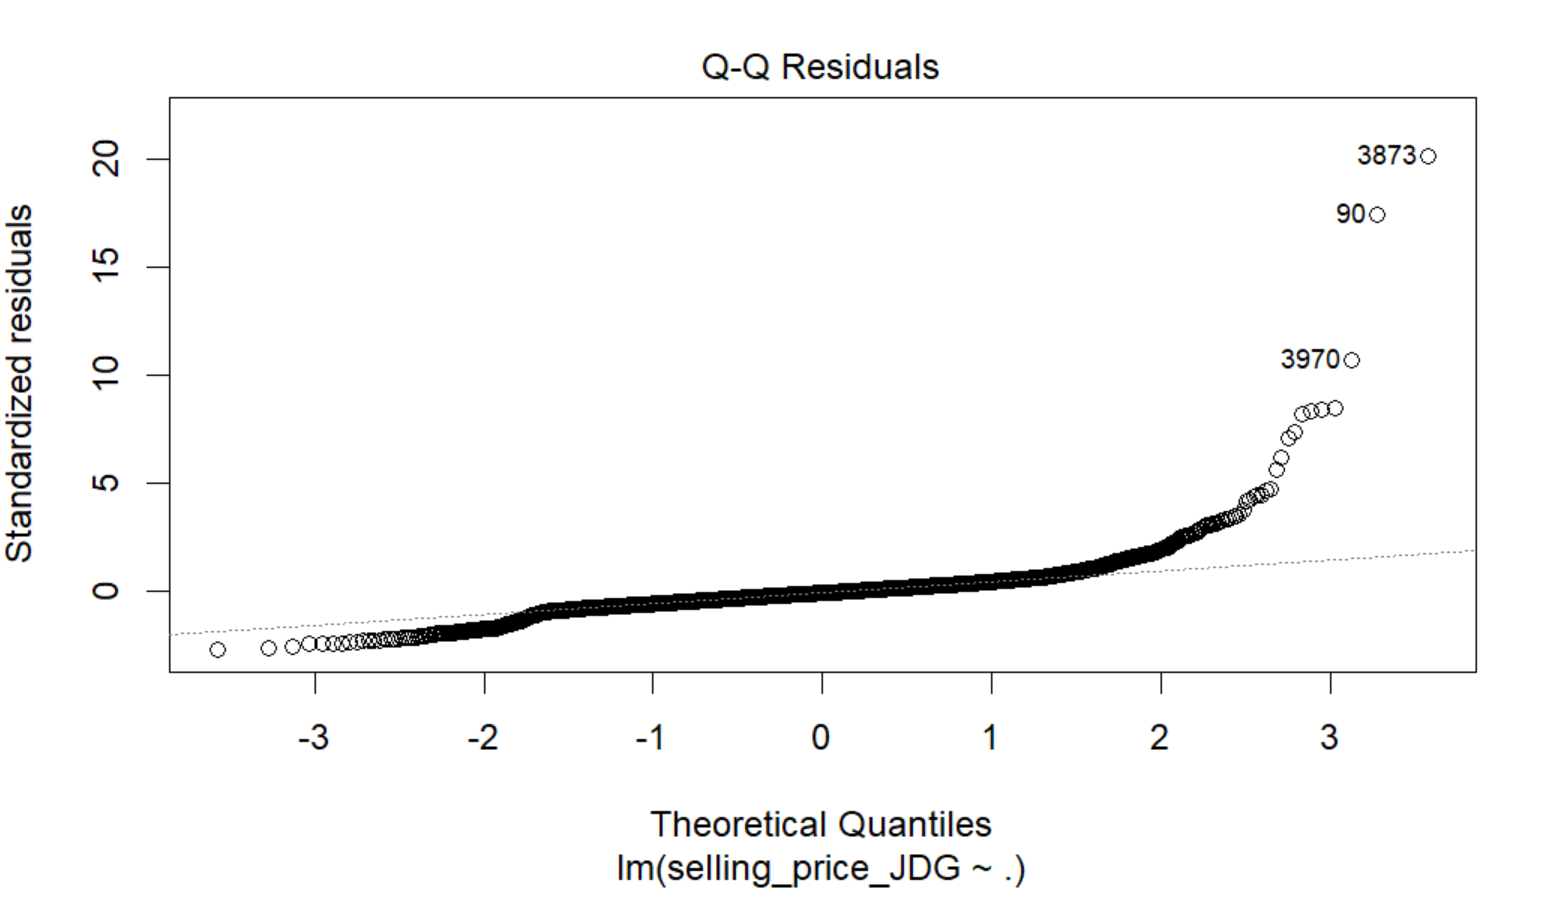 Q-Q Residuals
Standardized residuals
20
15
10
5
0
3873
90
3970
-3 -2 -1 0 1 2 3
Theoretical Quantiles
lm(selling_price_JDG ~ .)